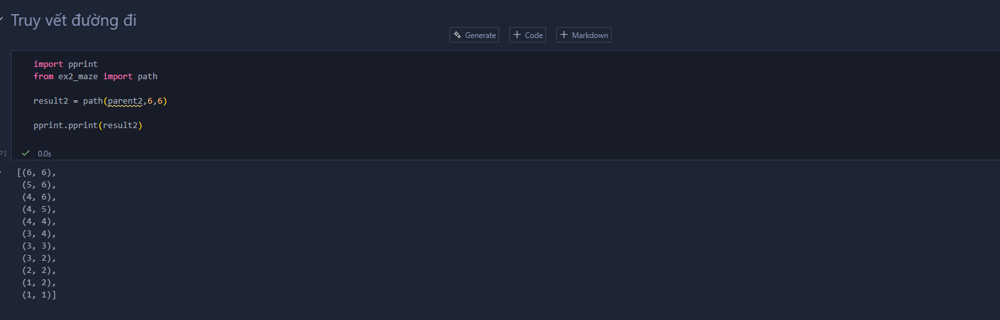 Truy vết đường đi
Generate
Code
Markdown
import pprint
from ex2_maze import path
result2 = path(parent2,6,6)
pprint.pprint(result2)
7]
0.0s
[(6, 6),
(5, 6),
(4, 6),
(4, 5),
(4, 4),
(3, 4),
(3, 3),
(3, 2),
(2, 2),
(1, 2),
(1, 1)]